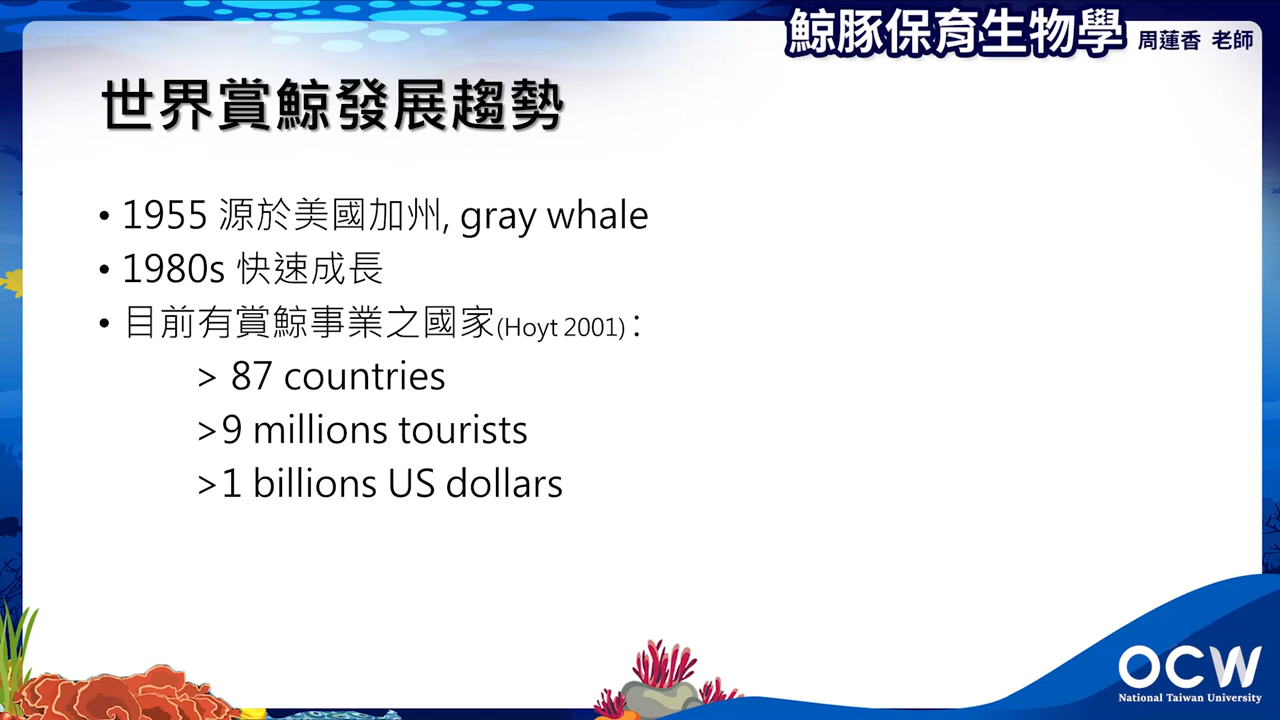 鯨豚保育生物學 周蓮香 老師
世界賞鯨發展趨勢
• 1955 源於美國加州, gray whale
• 1980s 快速成長
• 目前有賞鯨事業之國家(Hoyt 2001) :
> 87 countries
>9 millions tourists
>1 billions US dollars
OCW
National Taiwan University